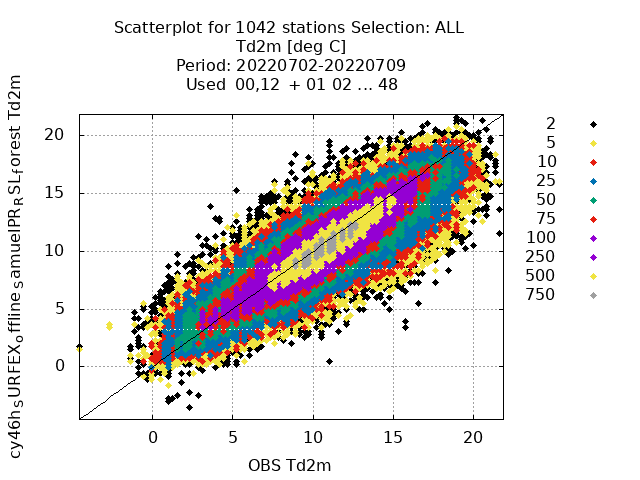 Scatterplot for 1042 stations Selection: ALL
Td2m [deg C]
Period: 20220702-20220709
Used 00,12 + 01 02 ... 48
cy46h_SURFEX_offline_samuelPR_RSL_forest Td2m
20
15
10
5
0
0 5 10 15 20
OBS Td2m
2
5
10
25
50
75
100
250
500
750